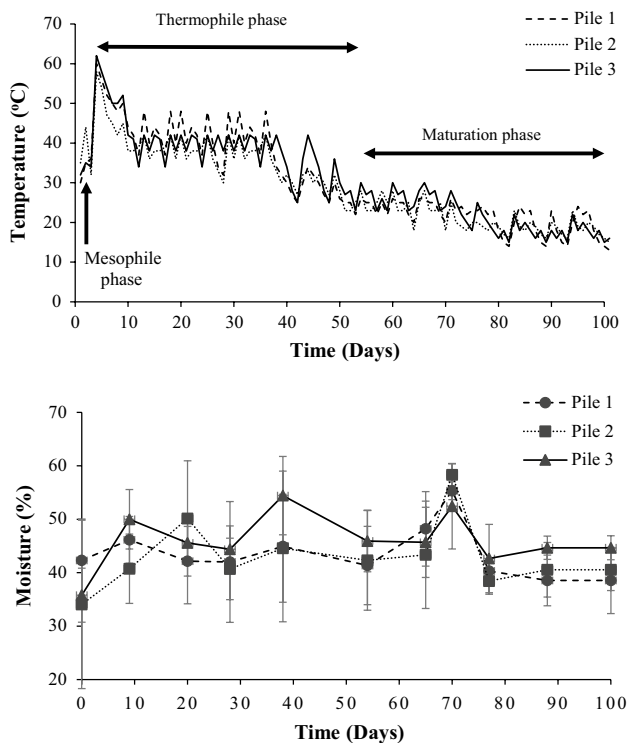 70
60
50
40
30
20
10
0
Temperature (°C)
Thermophile phase
Pile 1
Pile 2
Pile 3
Maturation phase
Mesophile
phase
0 10 20 30 40 50 60 70 80 90 100
Time (Days)
70
60
50
40
30
20
Moisture (%)
Pile 1
Pile 2
Pile 3
0 10 20 30 40 50 60 70 80 90 100
Time (Days)